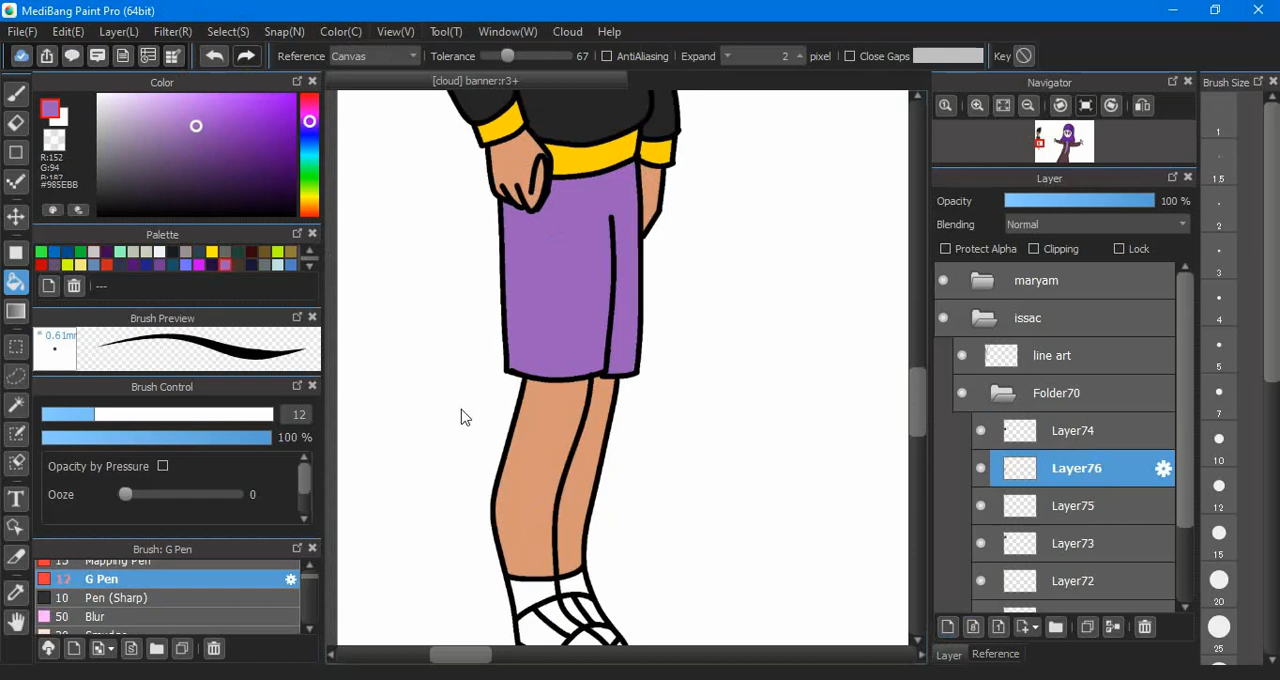 MediBang Paint Pro (64bit)
File(F) Edit(E) Layer(L) Filter(R) Select(S) Snap(N) Color(C) View(V) Tool(T) Window(W) Cloud Help
Reference Canvas Tolerance 67 AntiAliasing Expand 2 pixel Close Gaps Key
Color
[cloud] banner:r3+
Navigator
Brush Size
R:152
G:94
B:187
#985EBB
Palette
---
Brush Preview
0.61mm
Brush Control
12
100 %
Opacity by Pressure
Ooze 0
Brush: G Pen
15 Mapping Pen
12 G Pen
10 Pen (Sharp)
50 Blur
Layer
Opacity 100 %
Blending Normal
Protect Alpha Clipping Lock
maryam
issac
line art
Folder70
Layer74
Layer76
Layer75
Layer73
Layer72
Layer Reference
1
1.5
2
3
4
5
7
10
12
15
20
25